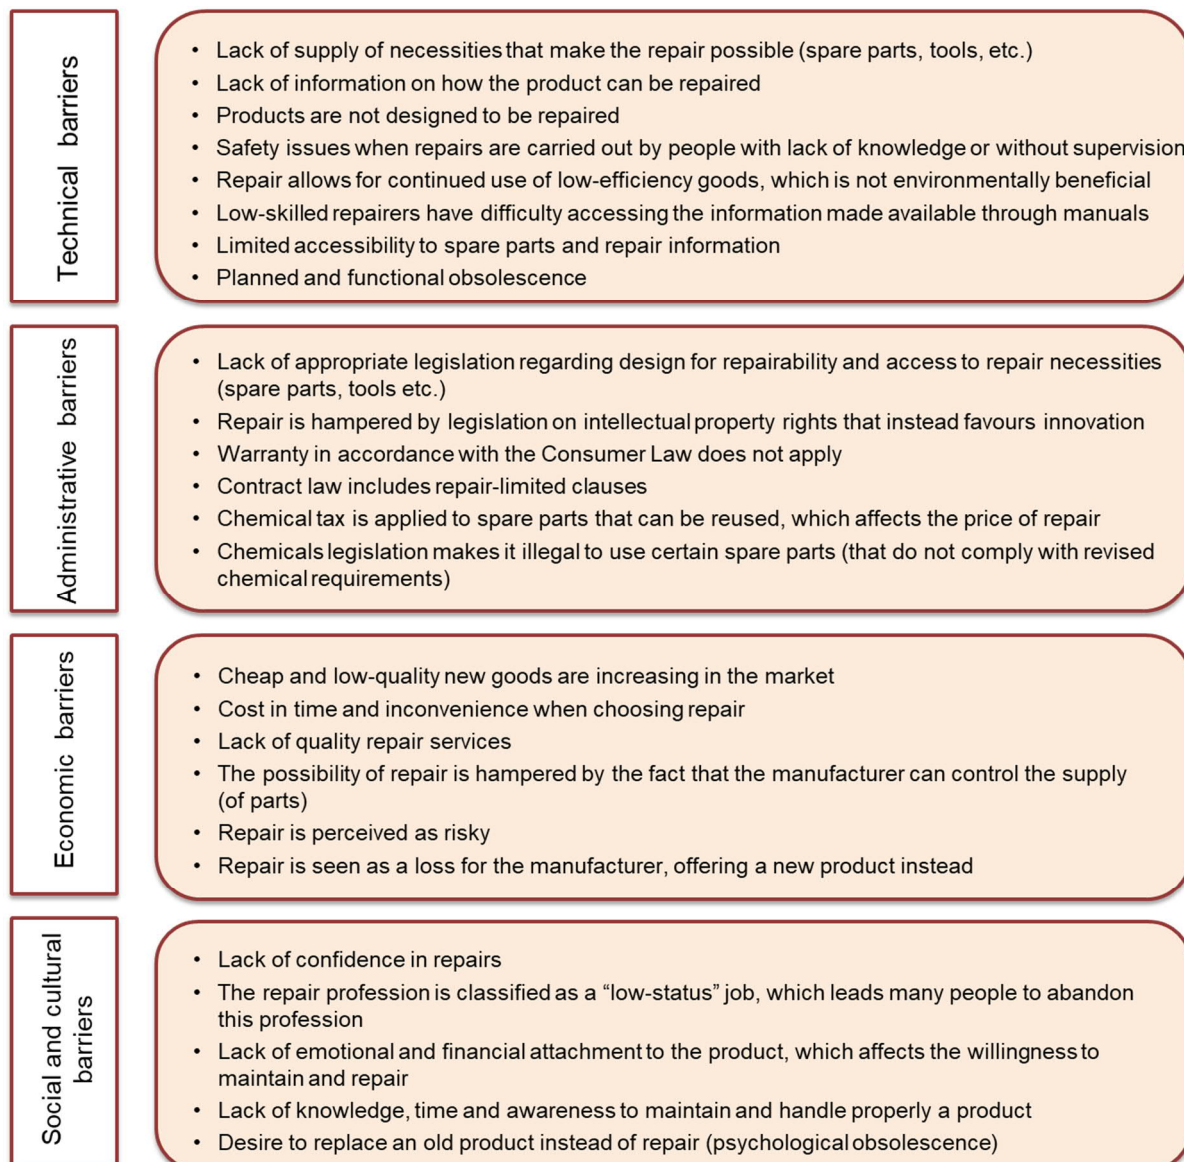 Technical barriers
• Lack of supply of necessities that make the repair possible (spare parts, tools, etc.)
• Lack of information on how the product can be repaired
• Products are not designed to be repaired
• Safety issues when repairs are carried out by people with lack of knowledge or without supervision
• Repair allows for continued use of low-efficiency goods, which is not environmentally beneficial
• Low-skilled repairers have difficulty accessing the information made available through manuals
• Limited accessibility to spare parts and repair information
• Planned and functional obsolescence
Administrative barriers
• Lack of appropriate legislation regarding design for repairability and access to repair necessities
(spare parts, tools etc.)
• Repair is hampered by legislation on intellectual property rights that instead favours innovation
• Warranty in accordance with the Consumer Law does not apply
• Contract law includes repair-limited clauses
• Chemical tax is applied to spare parts that can be reused, which affects the price of repair
• Chemicals legislation makes it illegal to use certain spare parts (that do not comply with revised
chemical requirements)
Economic barriers
• Cheap and low-quality new goods are increasing in the market
• Cost in time and inconvenience when choosing repair
• Lack of quality repair services
• The possibility of repair is hampered by the fact that the manufacturer can control the supply
(of parts)
• Repair is perceived as risky
• Repair is seen as a loss for the manufacturer, offering a new product instead
Social and cultural
barriers
• Lack of confidence in repairs
• The repair profession is classified as a “low-status” job, which leads many people to abandon
this profession
• Lack of emotional and financial attachment to the product, which affects the willingness to
maintain and repair
• Lack of knowledge, time and awareness to maintain and handle properly a product
• Desire to replace an old product instead of repair (psychological obsolescence)